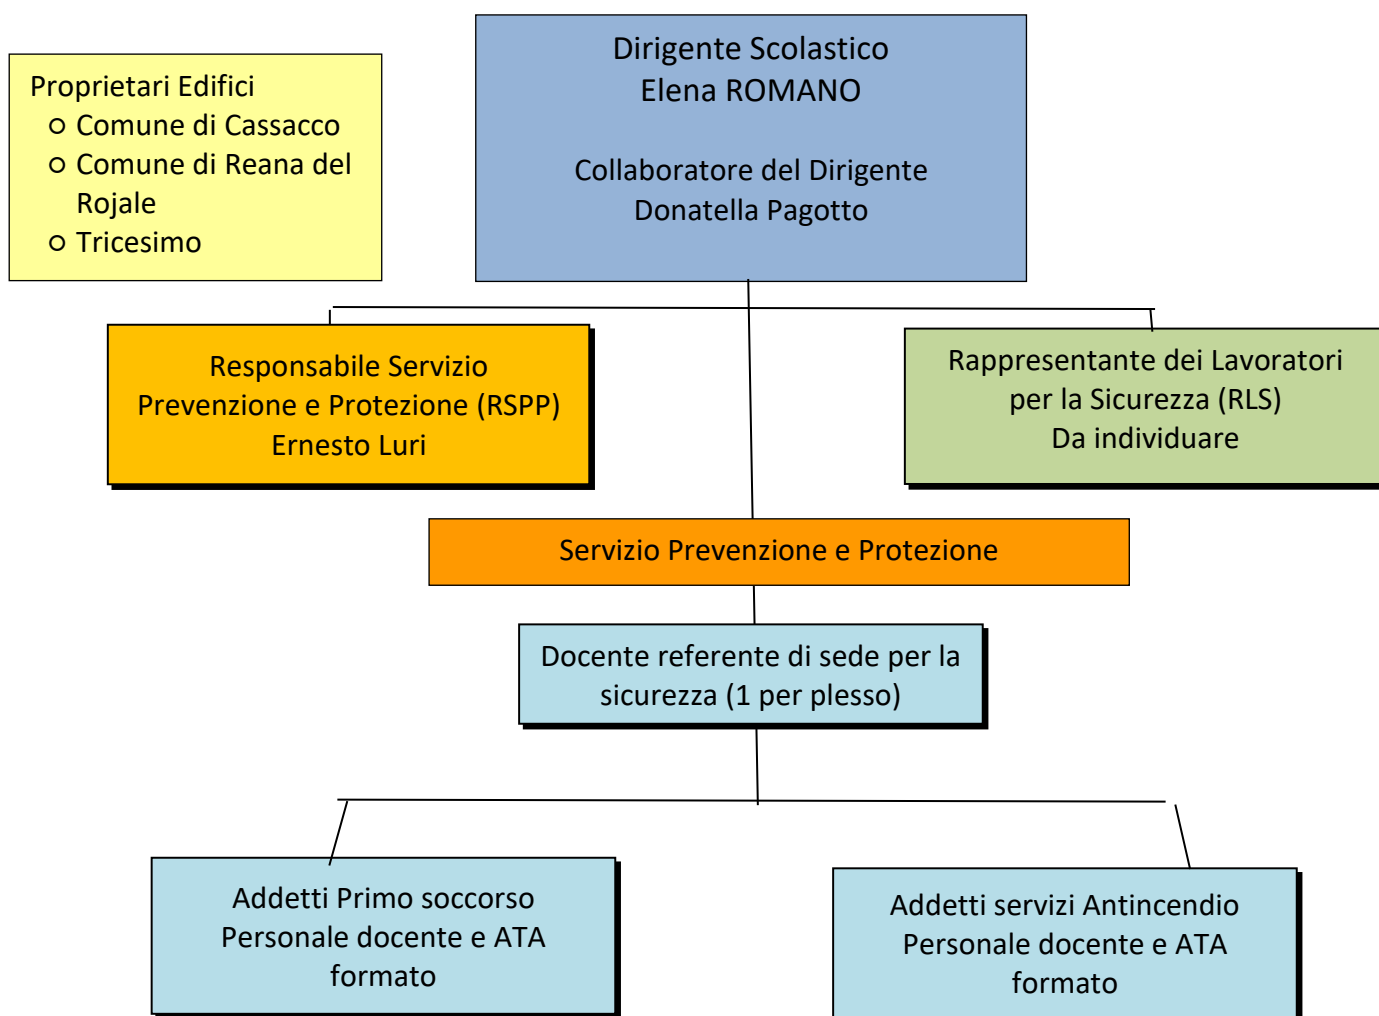 Proprietari Edifici
Comune di Cassacco
Comune di Reana del
Rojale
Tricesimo
Dirigente Scolastico
Elena ROMANO
Collaboratore del Dirigente
Donatella Pagotto
Responsabile Servizio
Prevenzione e Protezione (RSPP)
Ernesto Luri
Rappresentante dei Lavoratori
per la Sicurezza (RLS)
Da individuare
Servizio Prevenzione e Protezione
Docente referente di sede per la
sicurezza (1 per plesso)
Addetti Primo soccorso
Personale docente e ATA
formato
Addetti servizi Antincendio
Personale docente e ATA
formato